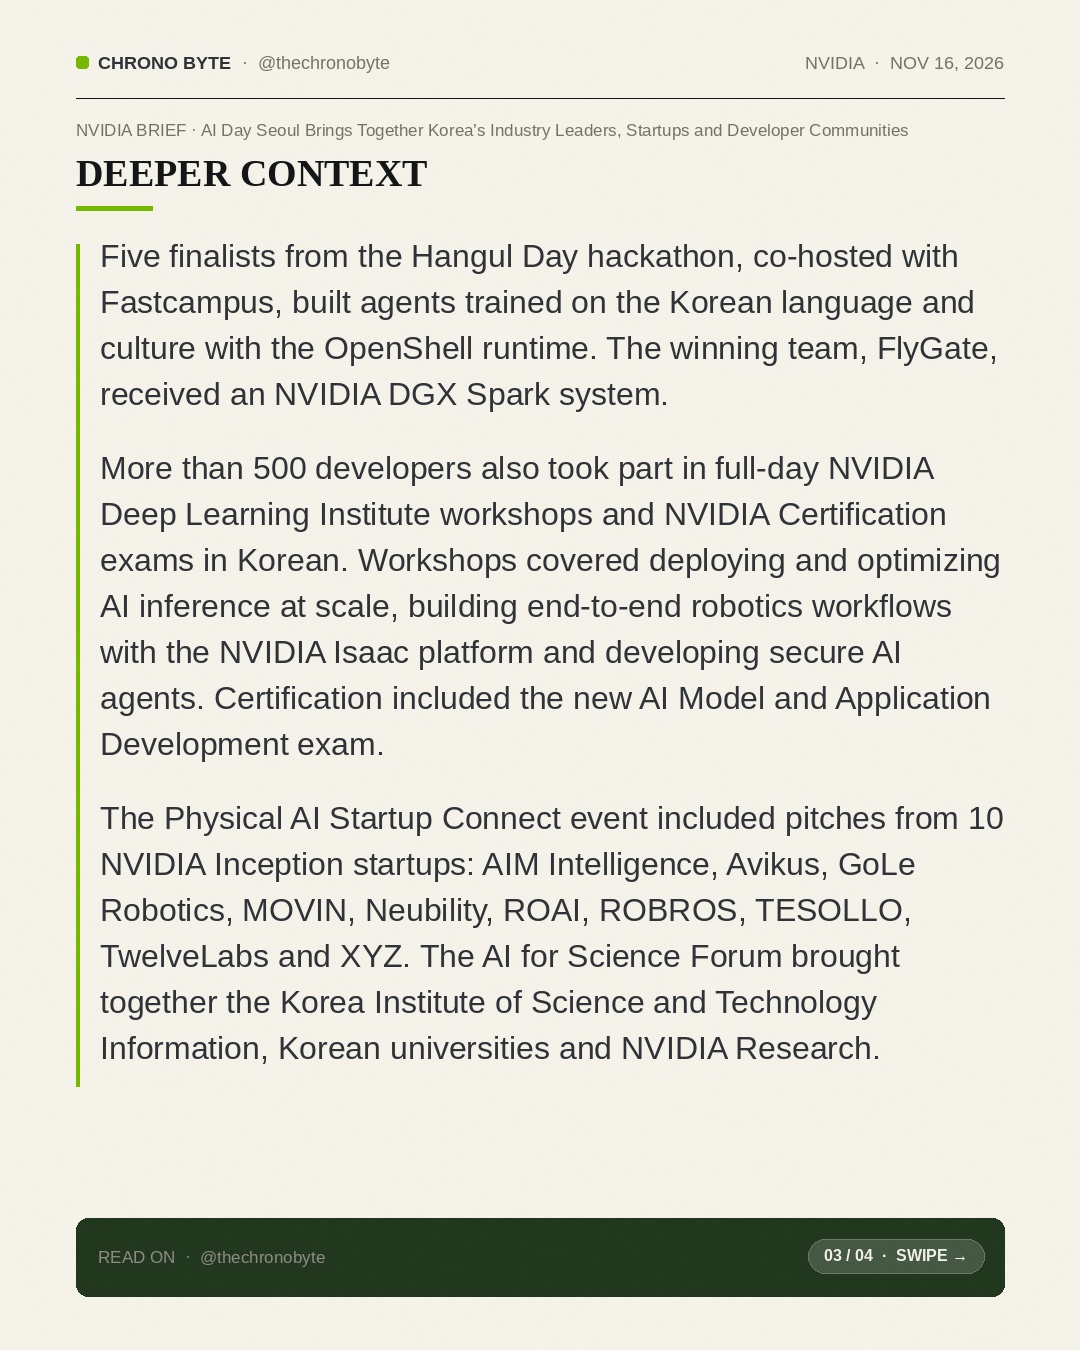 CHRONO BYTE · @thechronobyte
NVIDIA · NOV 16, 2026
NVIDIA BRIEF · AI Day Seoul Brings Together Korea’s Industry Leaders, Startups and Developer Communities
DEEPER CONTEXT
Five finalists from the Hangul Day hackathon, co-hosted with
Fastcampus, built agents trained on the Korean language and
culture with the OpenShell runtime. The winning team, FlyGate,
received an NVIDIA DGX Spark system.
More than 500 developers also took part in full-day NVIDIA
Deep Learning Institute workshops and NVIDIA Certification
exams in Korean. Workshops covered deploying and optimizing
AI inference at scale, building end-to-end robotics workflows
with the NVIDIA Isaac platform and developing secure AI
agents. Certification included the new AI Model and Application
Development exam.
The Physical AI Startup Connect event included pitches from 10
NVIDIA Inception startups: AIM Intelligence, Avikus, GoLe
Robotics, MOVIN, Neubility, ROAI, ROBROS, TESOLLO,
TwelveLabs and XYZ. The AI for Science Forum brought
together the Korea Institute of Science and Technology
Information, Korean universities and NVIDIA Research.
READ ON · @thechronobyte
03 / 04 · SWIPE →